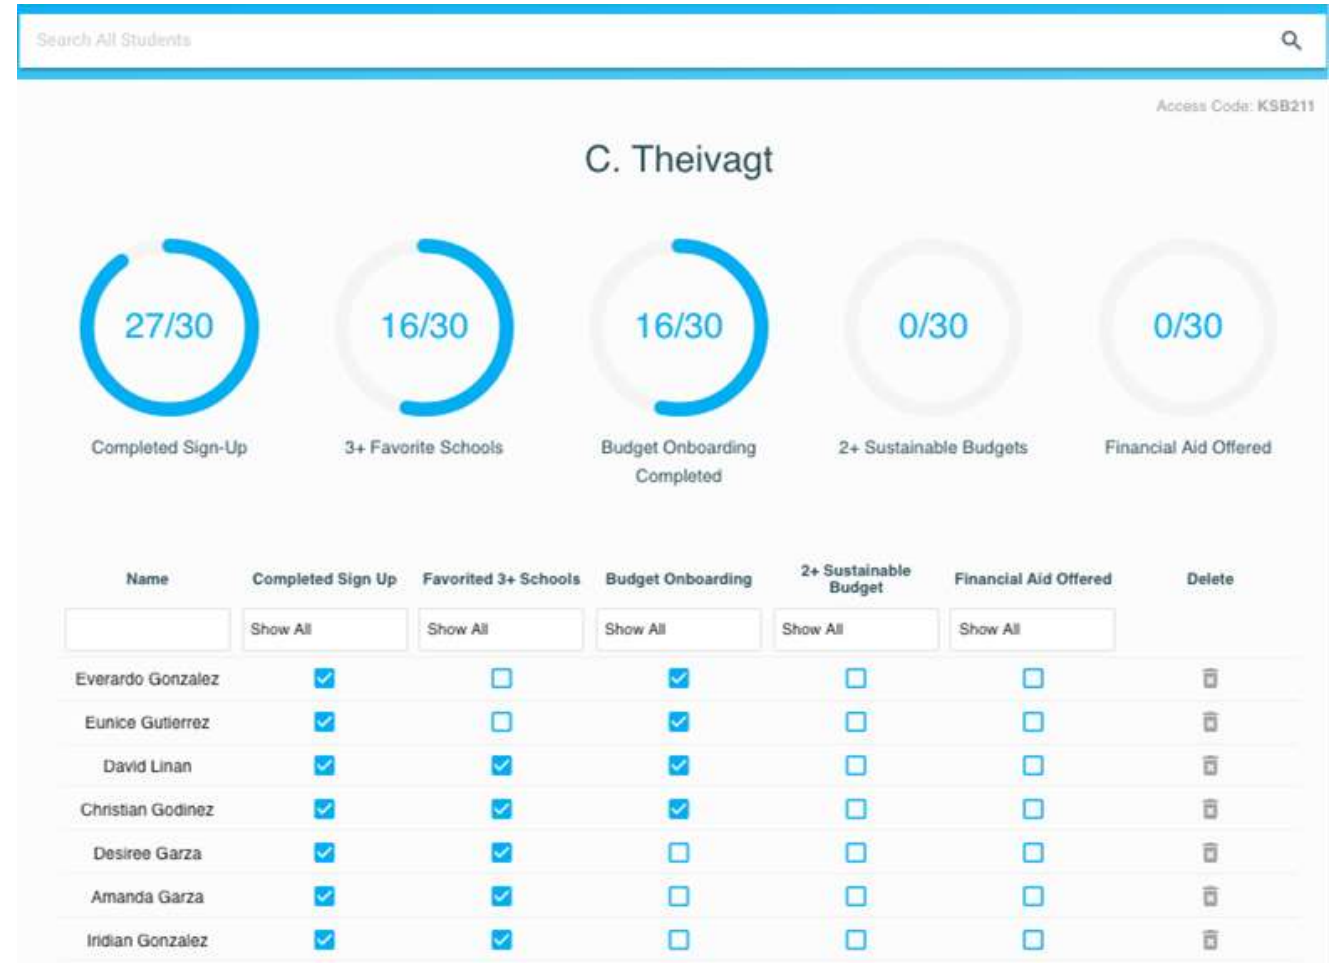 Search All Students
Access Code: KSB211
C. Theivagt
27/30 16/30 16/30 0/30 0/30
Completed Sign-Up 3+ Favorite Schools Budget Onboarding 2+ Sustainable Budgets Financial Aid Offered
Completed
Name Completed Sign Up Favorited 3+ Schools Budget Onboarding 2+ Sustainable Budget Financial Aid Offered Delete
Show All Show All Show All Show All Show All
Everardo Gonzalez
Eunice Gutierrez
David Linan
Christian Godinez
Desiree Garza
Amanda Garza
Iridian Gonzalez